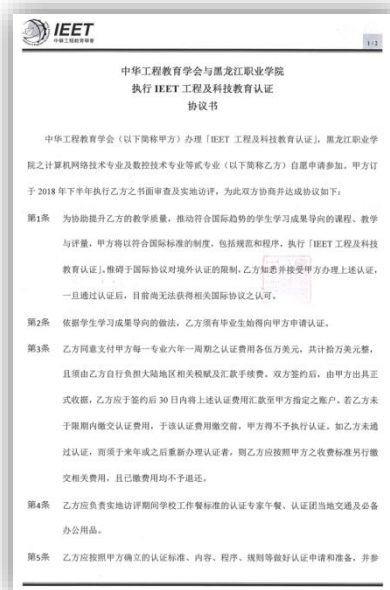 IEET
中华工程教育学会
1/2
中华工程教育学会与黑龙江职业学院
执行 IEET 工程及科技教育认证
协议书
中华工程教育学会（以下简称甲方）办理「IEET 工程及科技教育认证」，黑龙江职业学
院之计算机网络技术专业及数控技术专业等贰专业（以下简称乙方）自愿申请参加。甲方订
于 2018 年下半年执行乙方之书面审查及实地访评，为此双方协商并达成协议如下：
第1条 为协助提升乙方的教学质量，推动符合国际趋势的学生学习成果导向的课程、教学
与评量，甲方将以符合国际标准的制度，包括规范和程序，执行「IEET 工程及科技
教育认证」。惟碍于国际协议对境外认证的限制，乙方知悉并接受甲方办理上述认证，
一旦通过认证后，目前尚无法获得相关国际协议之认可。
第2条 依据学生学习成果导向的做法，乙方须有毕业生始得向甲方申请认证。
第3条 乙方同意支付甲方每一专业六年一周期之认证费用各伍万美元，共计拾万美元整，
且须由乙方自行负担大陆地区相关税赋及汇款手续费。双方签约后，由甲方出具正
式收据，乙方应于签约后 30 日内将上述认证费用汇款至甲方指定之账户。若乙方未
于限期内缴交认证费用，于该认证费用缴交前，甲方得不予执行认证。如乙方未通
过认证，而须于来年或之后重新办理认证者，则乙方应按照甲方之收费标准另行缴
交相关费用，且已缴费用均不予退还。
第4条 乙方应负责实地访评期间学校工作餐标准的认证专家午餐、认证团当地交通及必备
办公用品。
第5条 乙方应按照甲方确立的认证标准、内容、程序、规则等做好认证申请和准备，并参